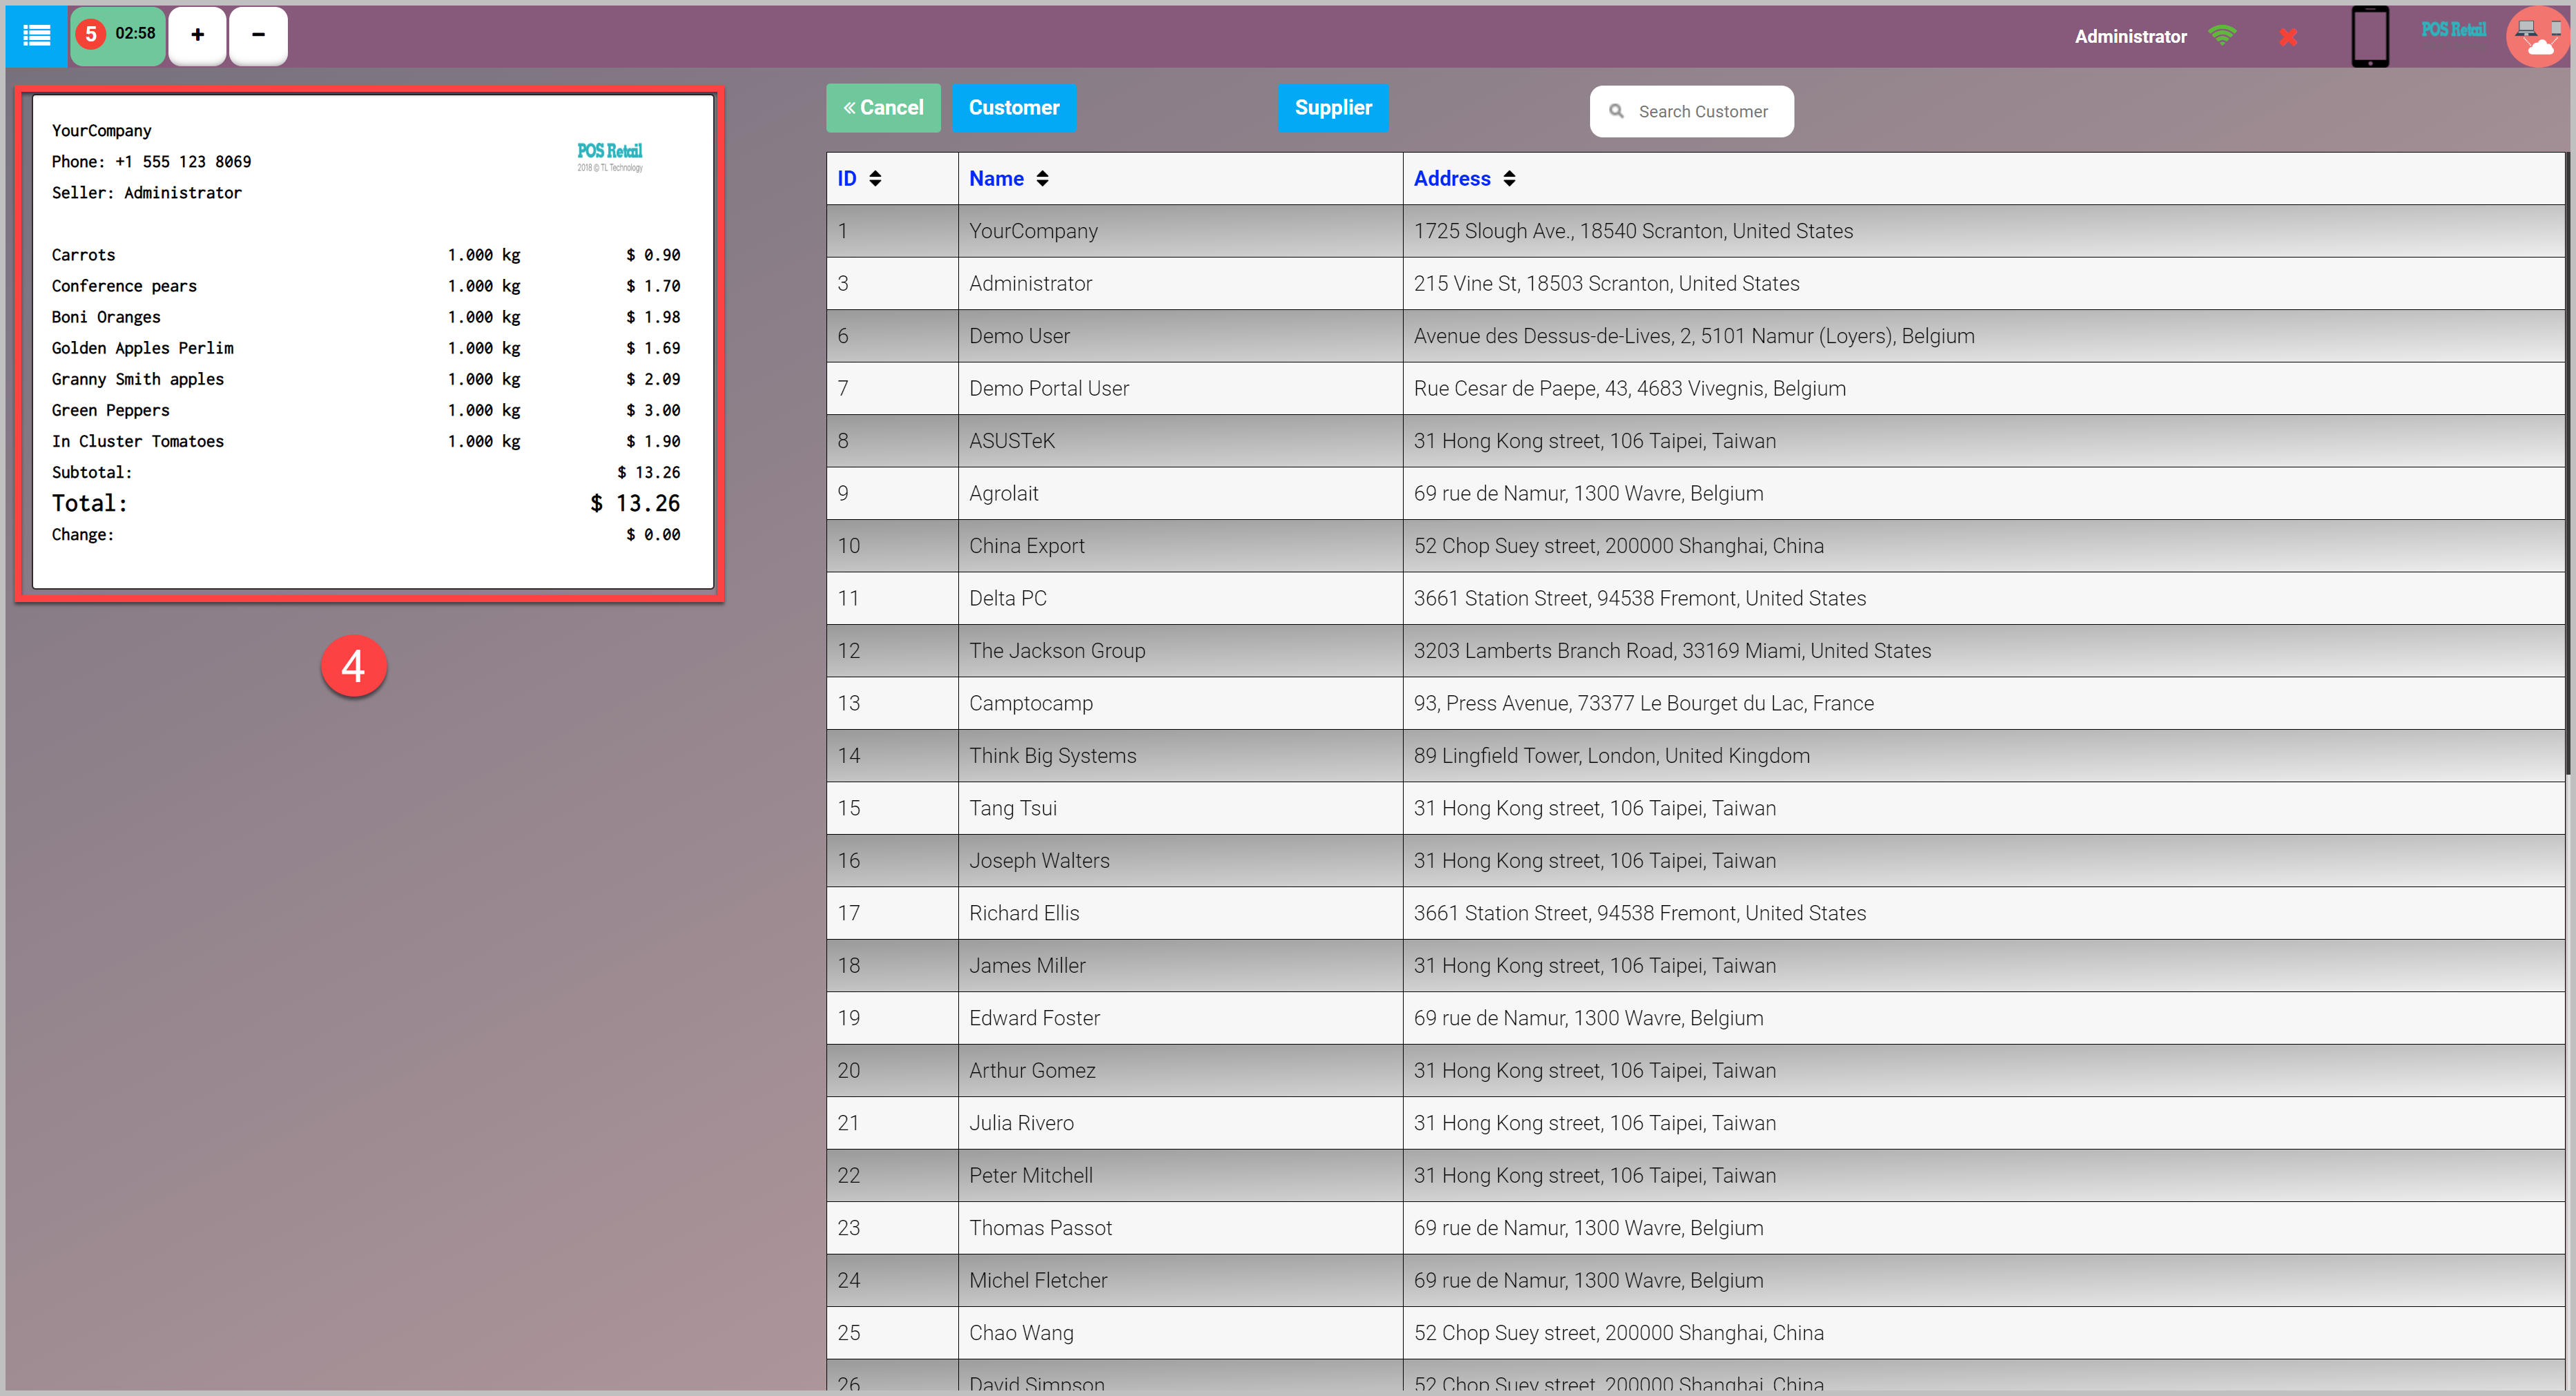 5 02:58 + -
Administrator
POS Retail
YourCompany
Phone: +1 555 123 8069
Seller: Administrator
POS Retail
2018 © TL Technology
Carrots 1.000 kg $ 0.90
Conference pears 1.000 kg $ 1.70
Boni Oranges 1.000 kg $ 1.98
Golden Apples Perlim 1.000 kg $ 1.69
Granny Smith apples 1.000 kg $ 2.09
Green Peppers 1.000 kg $ 3.00
In Cluster Tomatoes 1.000 kg $ 1.90
Subtotal: $ 13.26
Total: $ 13.26
Change: $ 0.00
4
« Cancel Customer Supplier Search Customer
ID Name Address
1 YourCompany 1725 Slough Ave., 18540 Scranton, United States
3 Administrator 215 Vine St, 18503 Scranton, United States
6 Demo User Avenue des Dessus-de-Lives, 2, 5101 Namur (Loyers), Belgium
7 Demo Portal User Rue Cesar de Paepe, 43, 4683 Vivegnis, Belgium
8 ASUSTeK 31 Hong Kong street, 106 Taipei, Taiwan
9 Agrolait 69 rue de Namur, 1300 Wavre, Belgium
10 China Export 52 Chop Suey street, 200000 Shanghai, China
11 Delta PC 3661 Station Street, 94538 Fremont, United States
12 The Jackson Group 3203 Lamberts Branch Road, 33169 Miami, United States
13 Camptocamp 93, Press Avenue, 73377 Le Bourget du Lac, France
14 Think Big Systems 89 Lingfield Tower, London, United Kingdom
15 Tang Tsui 31 Hong Kong street, 106 Taipei, Taiwan
16 Joseph Walters 31 Hong Kong street, 106 Taipei, Taiwan
17 Richard Ellis 3661 Station Street, 94538 Fremont, United States
18 James Miller 31 Hong Kong street, 106 Taipei, Taiwan
19 Edward Foster 69 rue de Namur, 1300 Wavre, Belgium
20 Arthur Gomez 31 Hong Kong street, 106 Taipei, Taiwan
21 Julia Rivero 31 Hong Kong street, 106 Taipei, Taiwan
22 Peter Mitchell 31 Hong Kong street, 106 Taipei, Taiwan
23 Thomas Passot 69 rue de Namur, 1300 Wavre, Belgium
24 Michel Fletcher 69 rue de Namur, 1300 Wavre, Belgium
25 Chao Wang 52 Chop Suey street, 200000 Shanghai, China
26 David Simpson 52 Chop Suey street, 200000 Shanghai, China